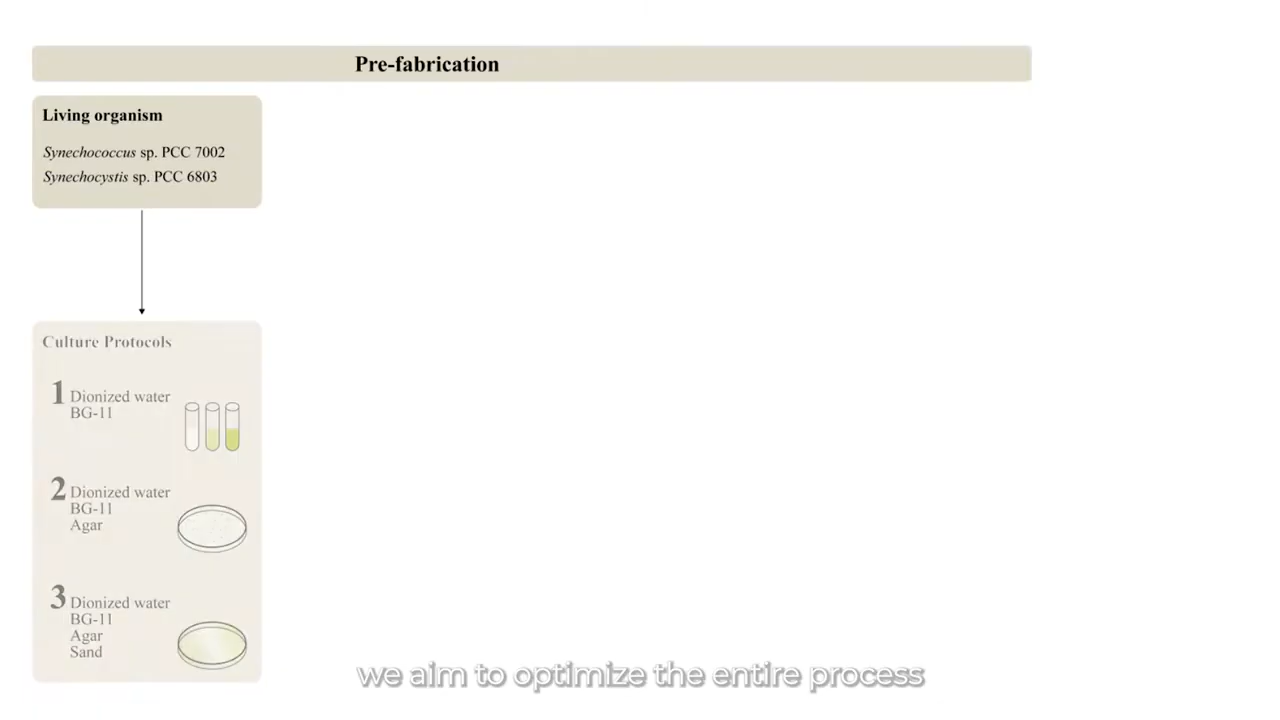 Pre-fabrication
Living organism
Synechococcus sp. PCC 7002
Synechocystis sp. PCC 6803
Culture Protocols
1 Dionized water
BG-11
2 Dionized water
BG-11
Agar
3 Dionized water
BG-11
Agar
Sand
we aim to optimize the entire process